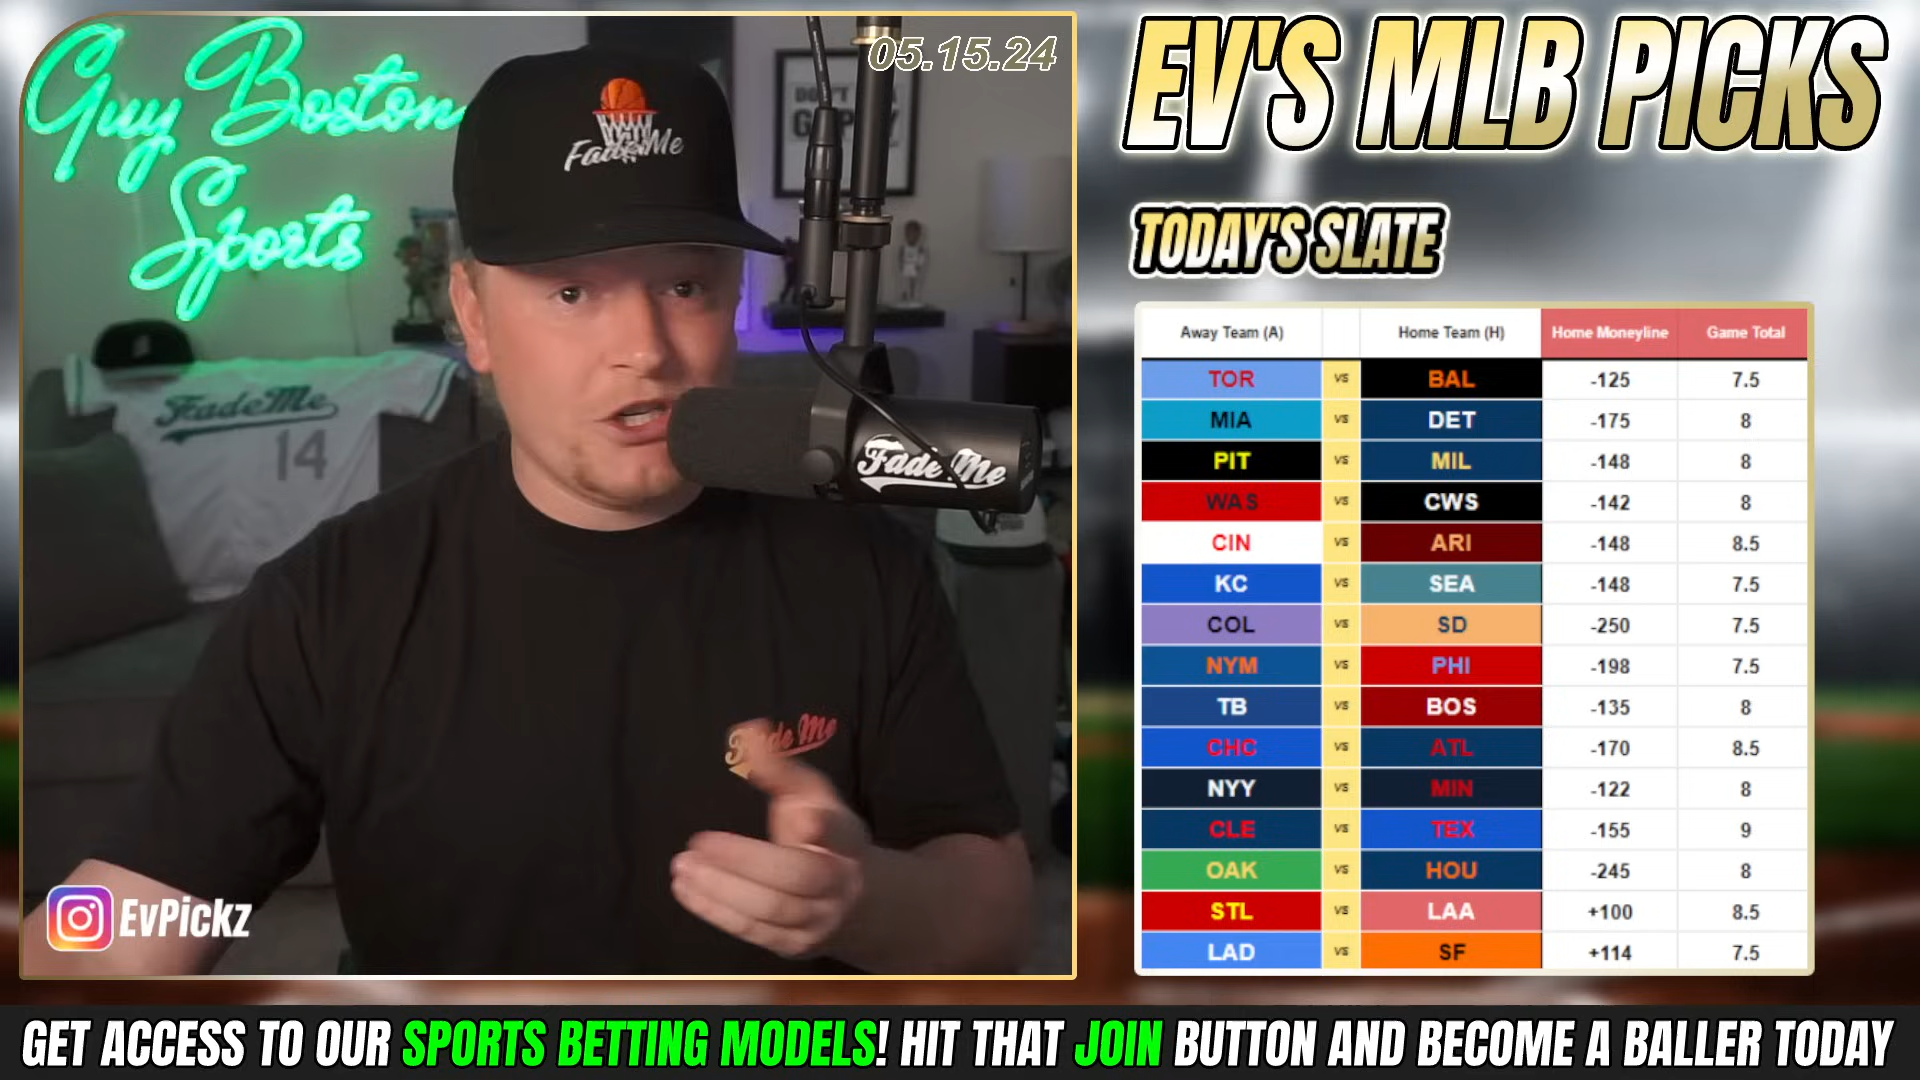 Guy Boston
Sports
05.15.24
FadeMe
FadeMe
14
Fade Me
Fade Me
EvPickz
EV'S MLB PICKS
TODAY'S SLATE
Away Team (A) Home Team (H) Home Moneyline Game Total
TOR vs BAL -125 7.5
MIA vs DET -175 8
PIT vs MIL -148 8
WAS vs CWS -142 8
CIN vs ARI -148 8.5
KC vs SEA -148 7.5
COL vs SD -250 7.5
NYM vs PHI -198 7.5
TB vs BOS -135 8
CHC vs ATL -170 8.5
NYY vs MIN -122 8
CLE vs TEX -155 9
OAK vs HOU -245 8
STL vs LAA +100 8.5
LAD vs SF +114 7.5
GET ACCESS TO OUR SPORTS BETTING MODELS! HIT THAT JOIN BUTTON AND BECOME A BALLER TODAY